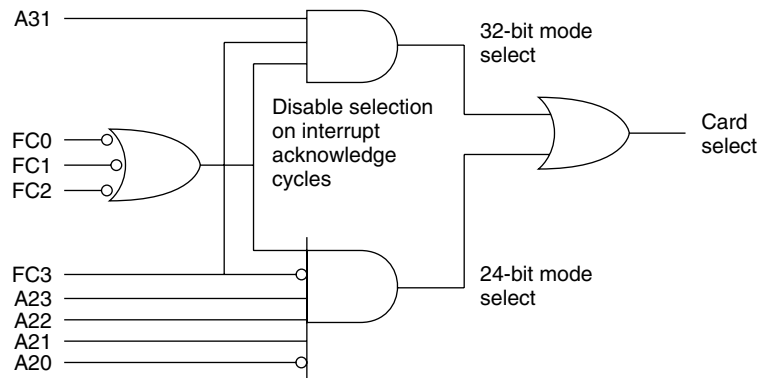 A31
32-bit mode
select
Disable selection
on interrupt
acknowledge
cycles
Card
select
FC0
FC1
FC2
FC3
A23
A22
A21
A20
24-bit mode
select